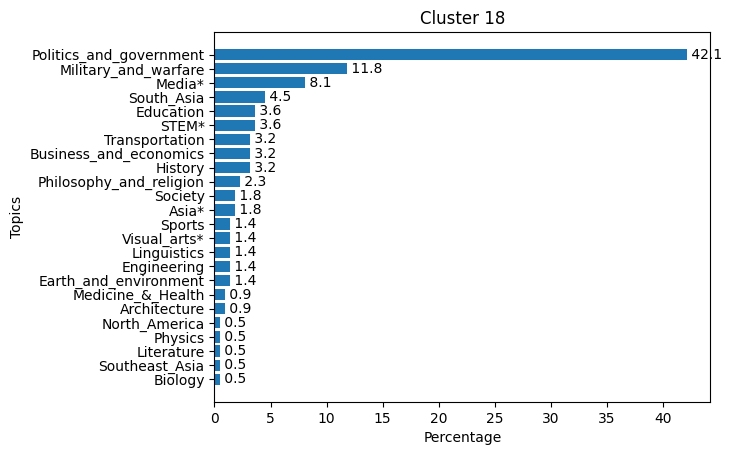 Cluster 18
Politics_and_government 42.1
Military_and_warfare 11.8
Media* 8.1
South_Asia 4.5
Education 3.6
STEM* 3.6
Transportation 3.2
Business_and_economics 3.2
History 3.2
Philosophy_and_religion 2.3
Society 1.8
Asia* 1.8
Sports 1.4
Visual_arts* 1.4
Linguistics 1.4
Engineering 1.4
Earth_and_environment 1.4
Medicine_&_Health 0.9
Architecture 0.9
North_America 0.5
Physics 0.5
Literature 0.5
Southeast_Asia 0.5
Biology 0.5
Topics
0 5 10 15 20 25 30 35 40
Percentage